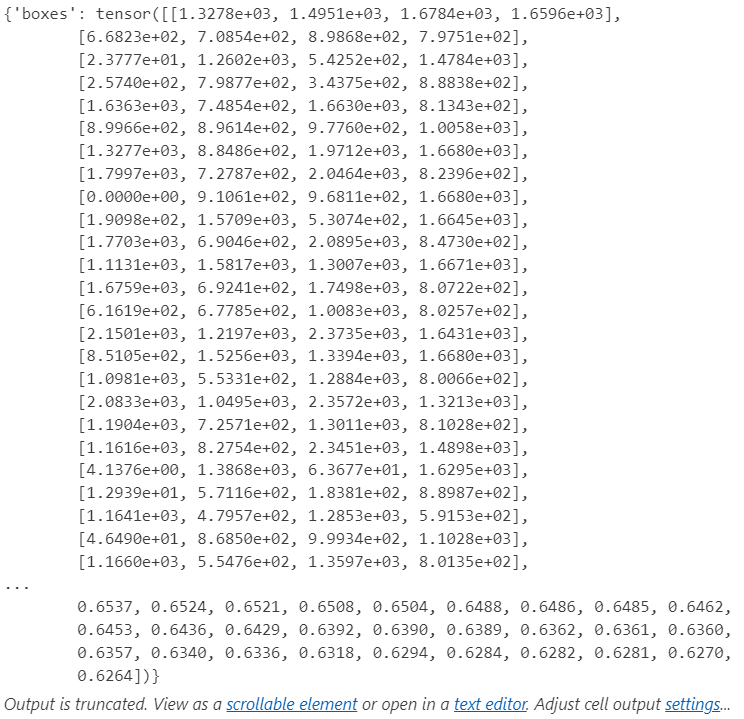 {'boxes': tensor([[1.3278e+03, 1.4951e+03, 1.6784e+03, 1.6596e+03],
[6.6823e+02, 7.0854e+02, 8.9868e+02, 7.9751e+02],
[2.3777e+01, 1.2602e+03, 5.4252e+02, 1.4784e+03],
[2.5740e+02, 7.9877e+02, 3.4375e+02, 8.8838e+02],
[1.6363e+03, 7.4854e+02, 1.6630e+03, 8.1343e+02],
[8.9966e+02, 8.9614e+02, 9.7760e+02, 1.0058e+03],
[1.3277e+03, 8.8486e+02, 1.9712e+03, 1.6680e+03],
[1.7997e+03, 7.2787e+02, 2.0464e+03, 8.2396e+02],
[0.0000e+00, 9.1061e+02, 9.6811e+02, 1.6680e+03],
[1.9098e+02, 1.5709e+03, 5.3074e+02, 1.6645e+03],
[1.7703e+03, 6.9046e+02, 2.0895e+03, 8.4730e+02],
[1.1131e+03, 1.5817e+03, 1.3007e+03, 1.6671e+03],
[1.6759e+03, 6.9241e+02, 1.7498e+03, 8.0722e+02],
[6.1619e+02, 6.7785e+02, 1.0083e+03, 8.0257e+02],
[2.1501e+03, 1.2197e+03, 2.3735e+03, 1.6431e+03],
[8.5105e+02, 1.5256e+03, 1.3394e+03, 1.6680e+03],
[1.0981e+03, 5.5331e+02, 1.2884e+03, 8.0066e+02],
[2.0833e+03, 1.0495e+03, 2.3572e+03, 1.3213e+03],
[1.1904e+03, 7.2571e+02, 1.3011e+03, 8.1028e+02],
[1.1616e+03, 8.2754e+02, 2.3451e+03, 1.4898e+03],
[4.1376e+00, 1.3868e+03, 6.3677e+01, 1.6295e+03],
[1.2939e+01, 5.7116e+02, 1.8381e+02, 8.8987e+02],
[1.1641e+03, 4.7957e+02, 1.2853e+03, 5.9153e+02],
[4.6490e+01, 8.6850e+02, 9.9934e+02, 1.1028e+03],
[1.1660e+03, 5.5476e+02, 1.3597e+03, 8.0135e+02],
...
0.6537, 0.6524, 0.6521, 0.6508, 0.6504, 0.6488, 0.6486, 0.6485, 0.6462,
0.6453, 0.6436, 0.6429, 0.6392, 0.6390, 0.6389, 0.6362, 0.6361, 0.6360,
0.6357, 0.6340, 0.6336, 0.6318, 0.6294, 0.6284, 0.6282, 0.6281, 0.6270,
0.6264])}
Output is truncated. View as a scrollable element or open in a text editor. Adjust cell output settings...